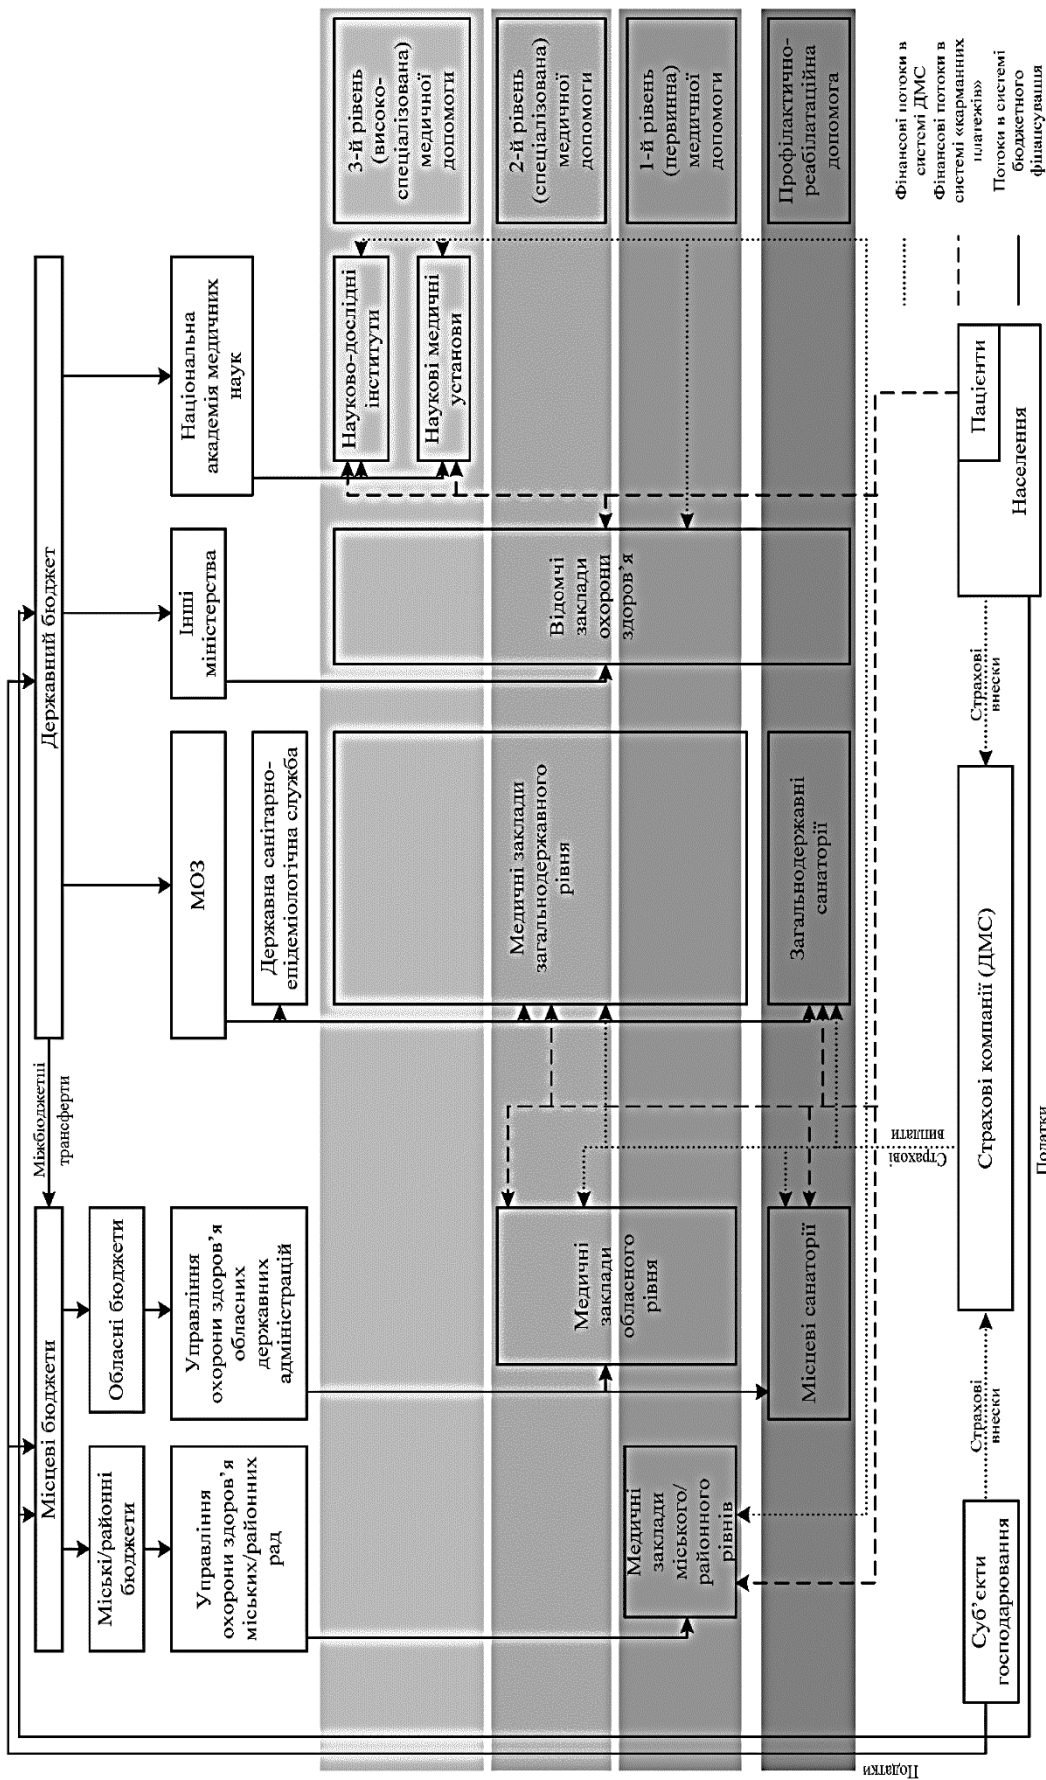 Державний бюджет
Міжбюджетні
трансферти
Місцеві бюджети
Обласні бюджети
Міські/районні
бюджети
Національна
академія медичних
наук
Інші
міністерства
МОЗ
Управління
охорони здоров'я
обласних
державних
адміністрацій
Управління
охорони здоров'я
міських/районних
рад
Державна санітарно-
епідеміологічна служба
3-й рівень
(високо-
спеціалізована)
медичної
допомоги
Науково-дослідні
інститути
Наукові медичні
установи
2-й рівень
(спеціалізована)
медичної
допомоги
Відомчі
заклади
охорони
здоров'я
Медичні заклади
загальнодержавного
рівня
Медичні
заклади
обласного
рівня
1-й рівень
(первинна)
медичної
допомоги
Медичні
заклади
міського/
районного
рівнів
Профілактично-
реабілатаційна
допомога
Загальнодержавні
санаторії
Місцеві санаторії
Страхові
виплати
Фінансові потоки в
системі ДМС
Фінансові потоки в
системі «карманних
платежів»
Потоки в системі
бюджетного
фінансування
Пацієнти
Населення
Страхові
внески
Страхові компанії (ДМС)
Страхові
внески
Суб'єкти
господарювання
Податки
Податки